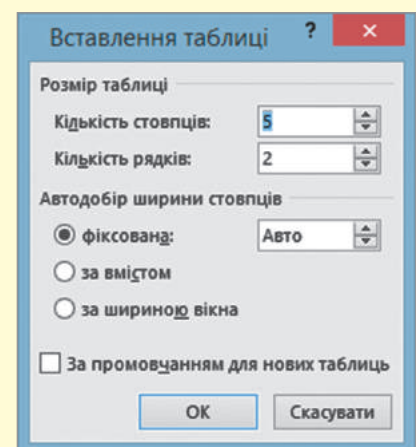 Вставлення таблиці ? ×
Розмір таблиці
Кількість стовпців: 5
Кількість рядків: 2
Автодобір ширини стовпців
фіксована: Авто
за вмістом
за шириною вікна
За промовчанням для нових таблиць
ОК Скасувати